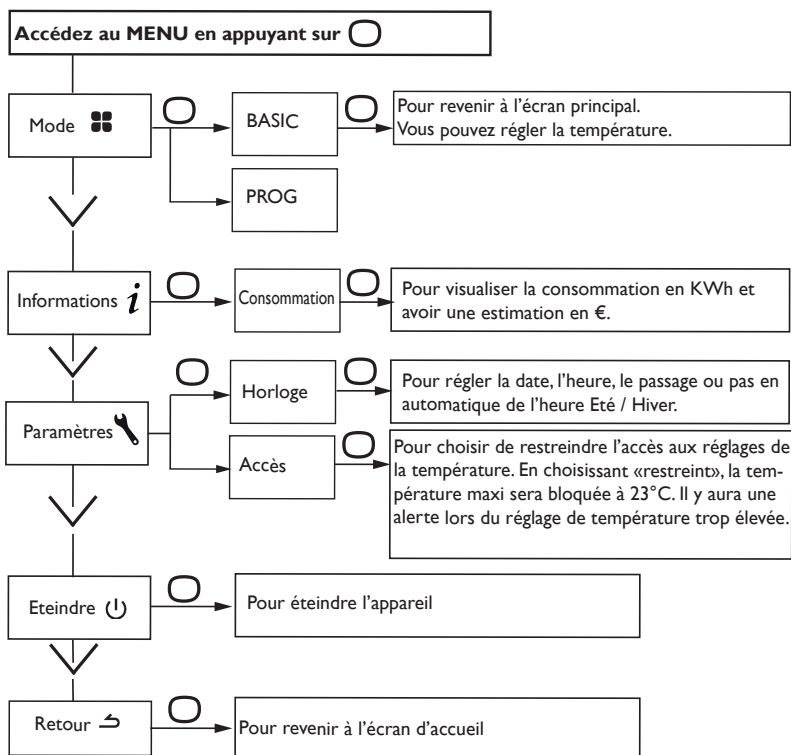 Accédez au MENU en appuyant sur
Mode
BASIC
Pour revenir à l'écran principal.
Vous pouvez régler la température.
PROG
Informations i
Consommation
Pour visualiser la consommation en KWh et
avoir une estimation en €.
Paramètres
Horloge
Pour régler la date, l'heure, le passage ou pas en
automatique de l'heure Eté / Hiver.
Accès
Pour choisir de restreindre l'accès aux réglages de
la température. En choisissant «restreint», la tem-
pérature maxi sera bloquée à 23°C. Il y aura une
alerte lors du réglage de température trop élevée.
Eteindre
Pour éteindre l'appareil
Retour
Pour revenir à l'écran d'accueil